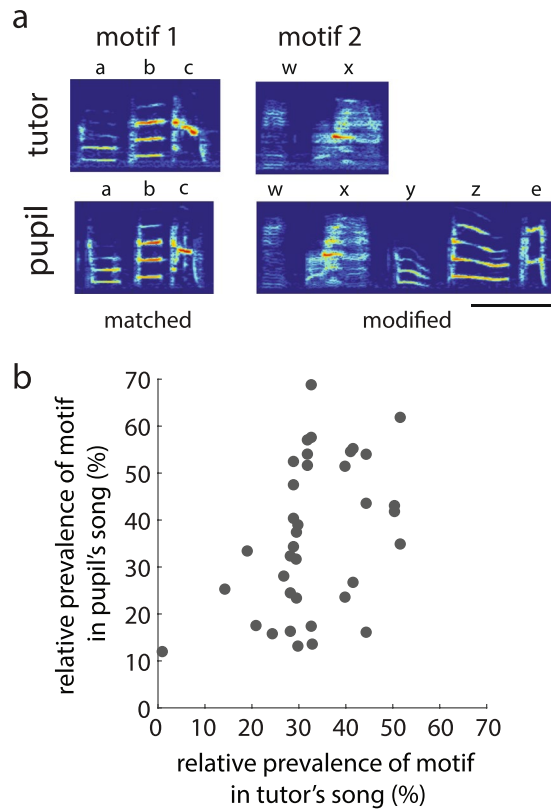 a
motif 1 motif 2
a b c w x
tutor
w x y z e
a b c
pupil
matched modified
b
relative prevalence of motif
in pupil's song (%)
70
60
50
40
30
20
10
0
0 10 20 30 40 50 60 70
relative prevalence of motif
in tutor's song (%)